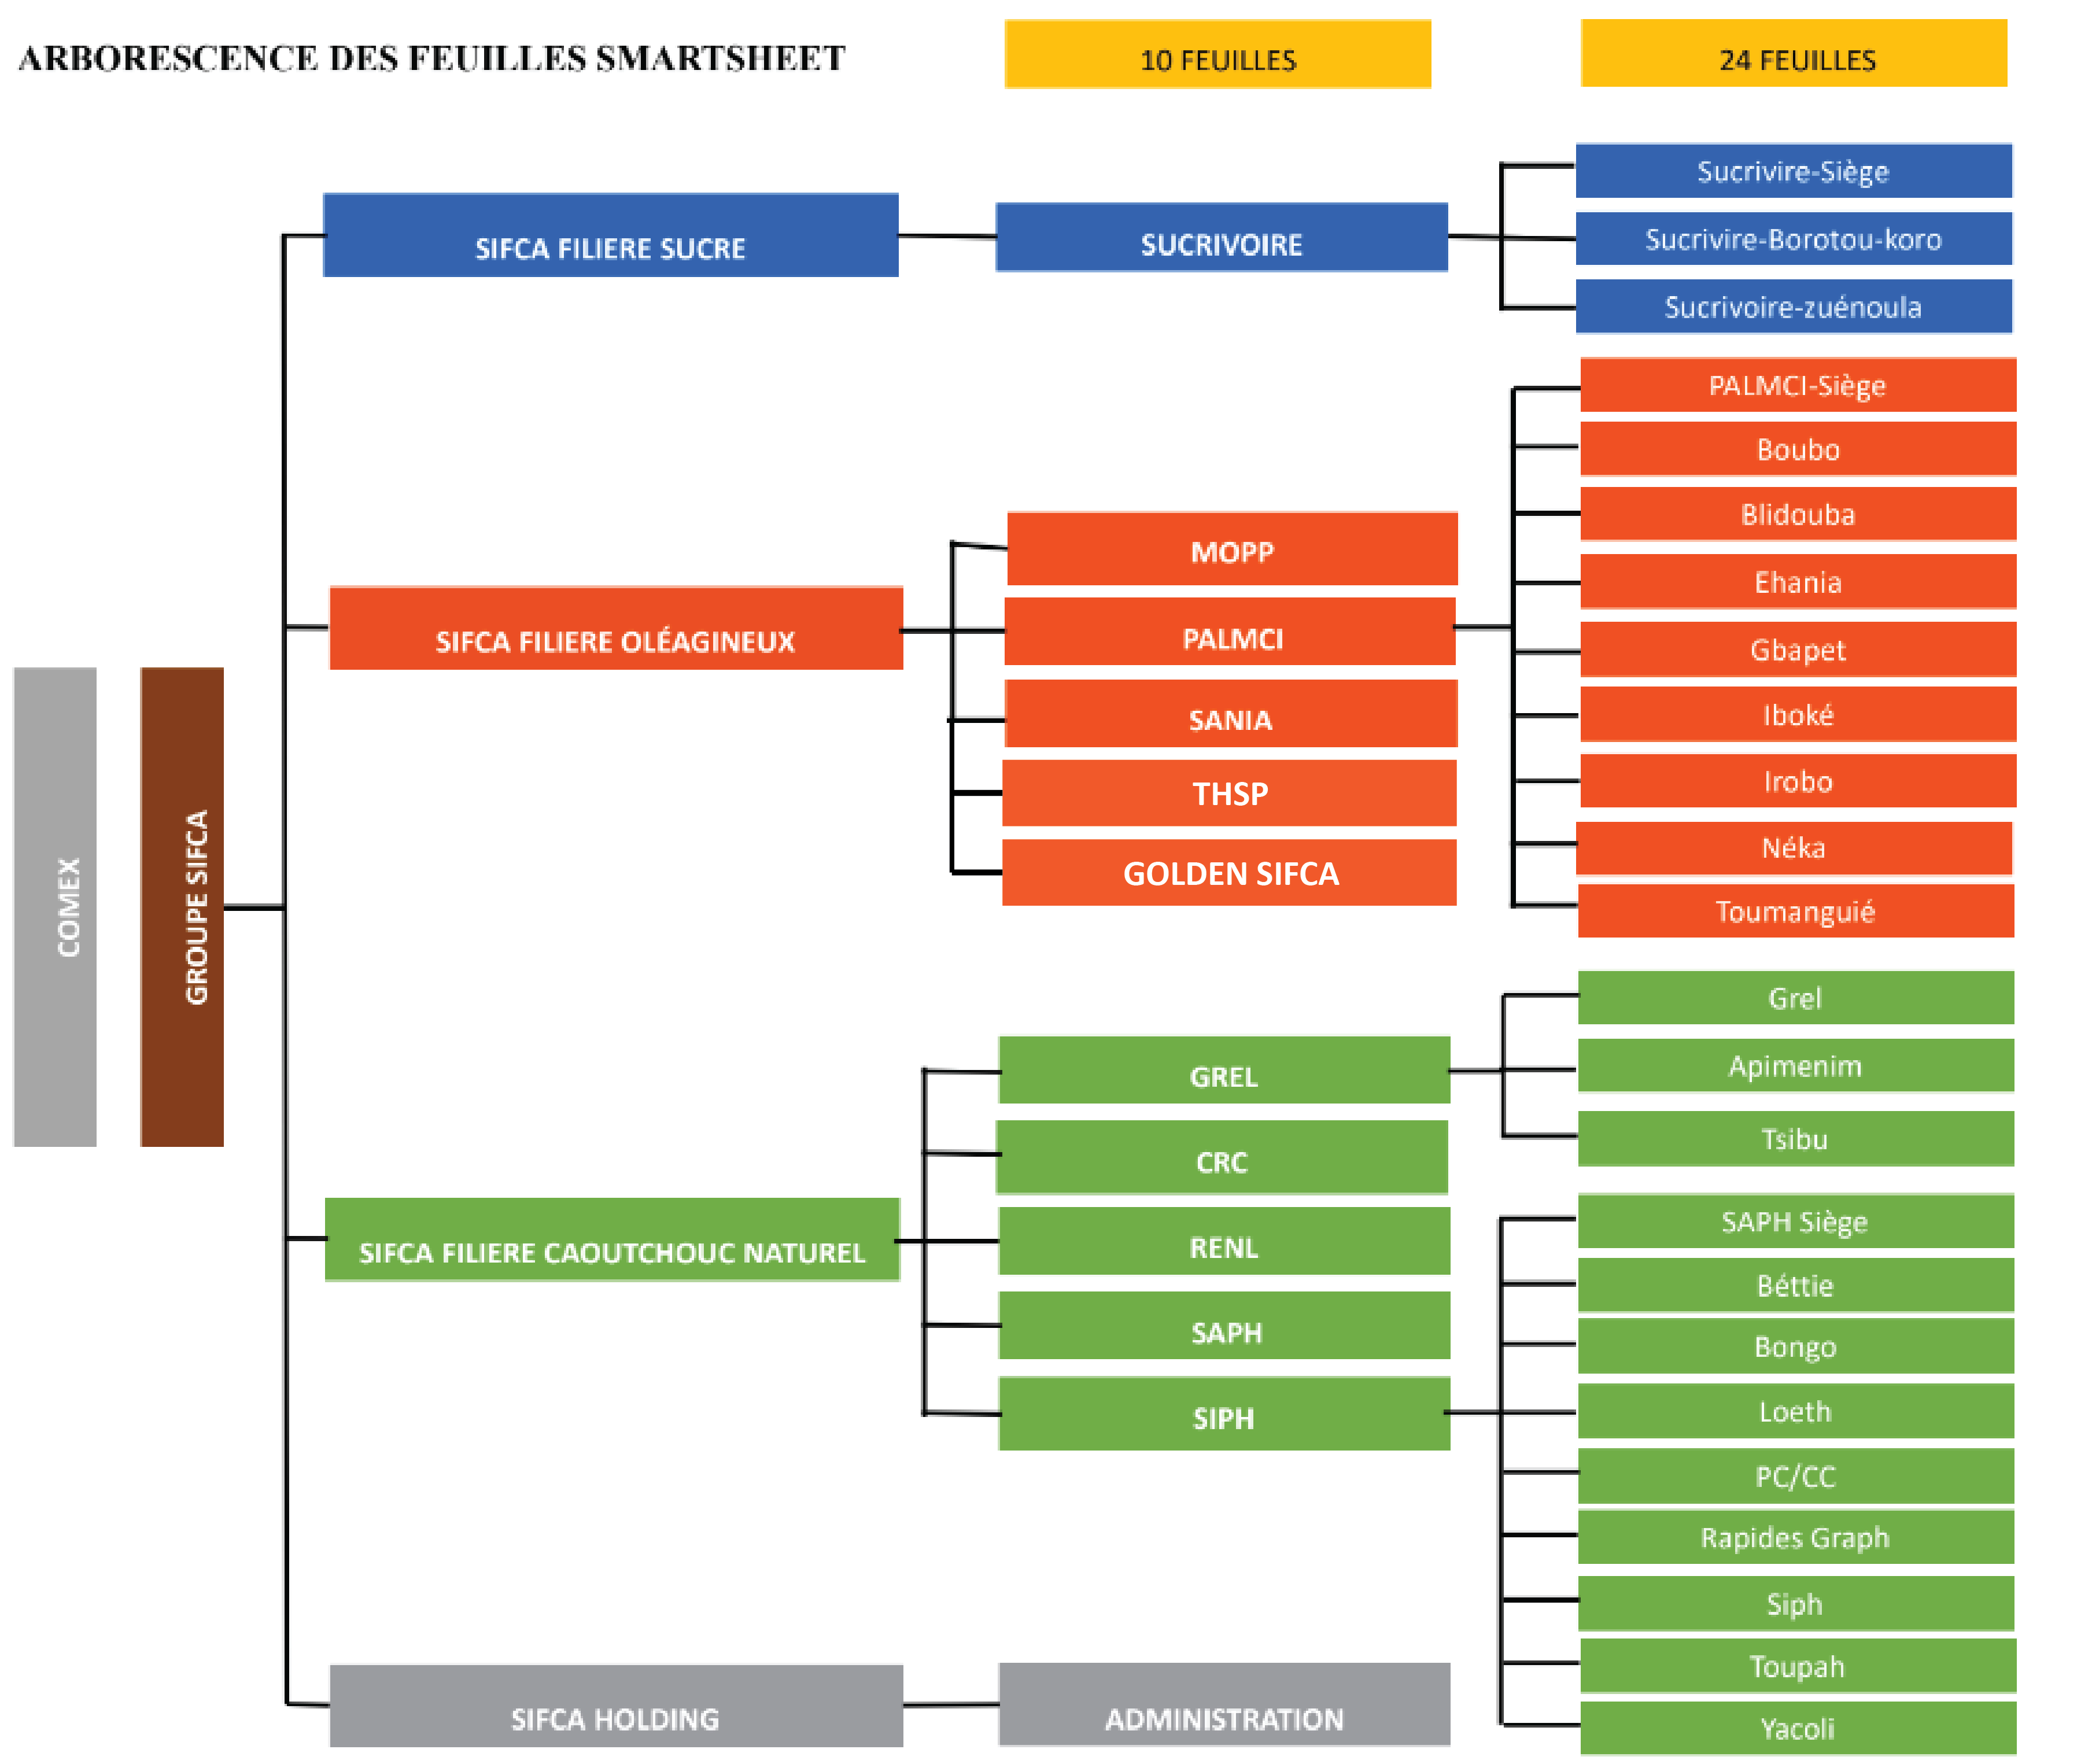 ARBORESCENCE DES FEUILLES SMARTSHEET
10 FEUILLES
24 FEUILLES
COMEX
GROUPE SIFCA
SIFCA FILIERE SUCRE
SUCRIVOIRE
Sucrivire-Siège
Sucrivire-Borotou-koro
Sucrivoire-zuénoula
SIFCA FILIERE OLÉAGINEUX
MOPP
PALMCI
SANIA
THSP
GOLDEN SIFCA
PALMCI-Siège
Boubo
Blidouba
Ehania
Gbapet
Iboké
Irobo
Néka
Toumanguié
SIFCA FILIERE CAOUTCHOUC NATUREL
GREL
CRC
RENL
SAPH
SIPH
Grel
Apimenim
Tsibu
SAPH Siège
Béttie
Bongo
Loeth
PC/CC
Rapides Graph
Siph
Toupah
Yacoli
SIFCA HOLDING
ADMINISTRATION